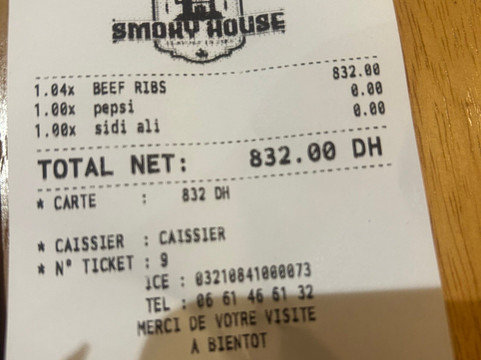 SMOKY HOUSE
1.04x BEEF RIBS 832.00
1.00x pepsi 0.00
1.00x sidi ali 0.00
TOTAL NET: 832.00 DH
* CARTE : 832 DH
* CAISSIER : CAISSIER
* N° TICKET : 9
ICE : 03210841000073
TEL : 06 61 46 61 32
MERCI DE VOTRE VISITE
A BIENTOT